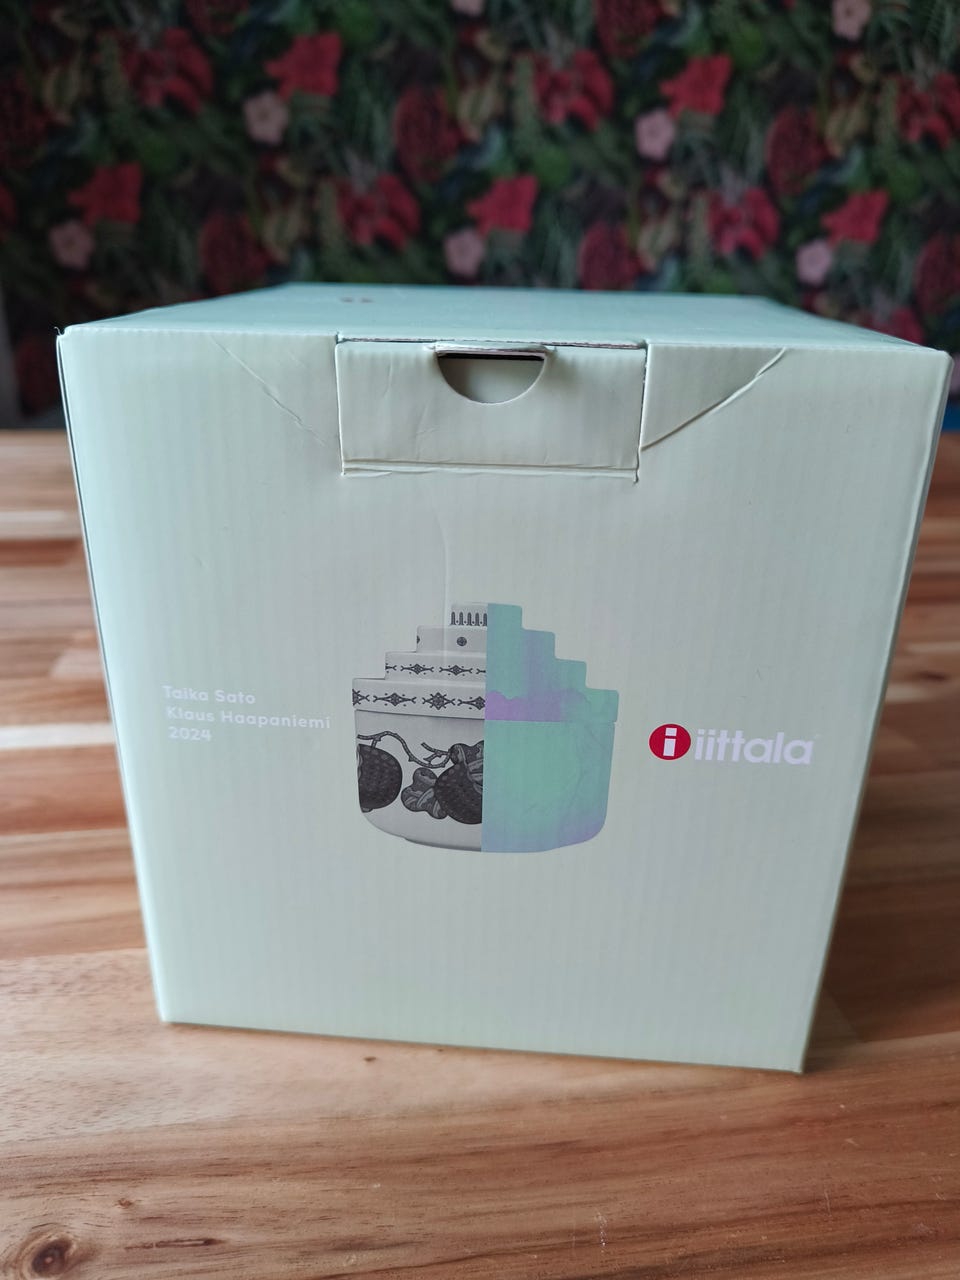 Taika Sato
Klaus Haapaniemi
2024
i iittala